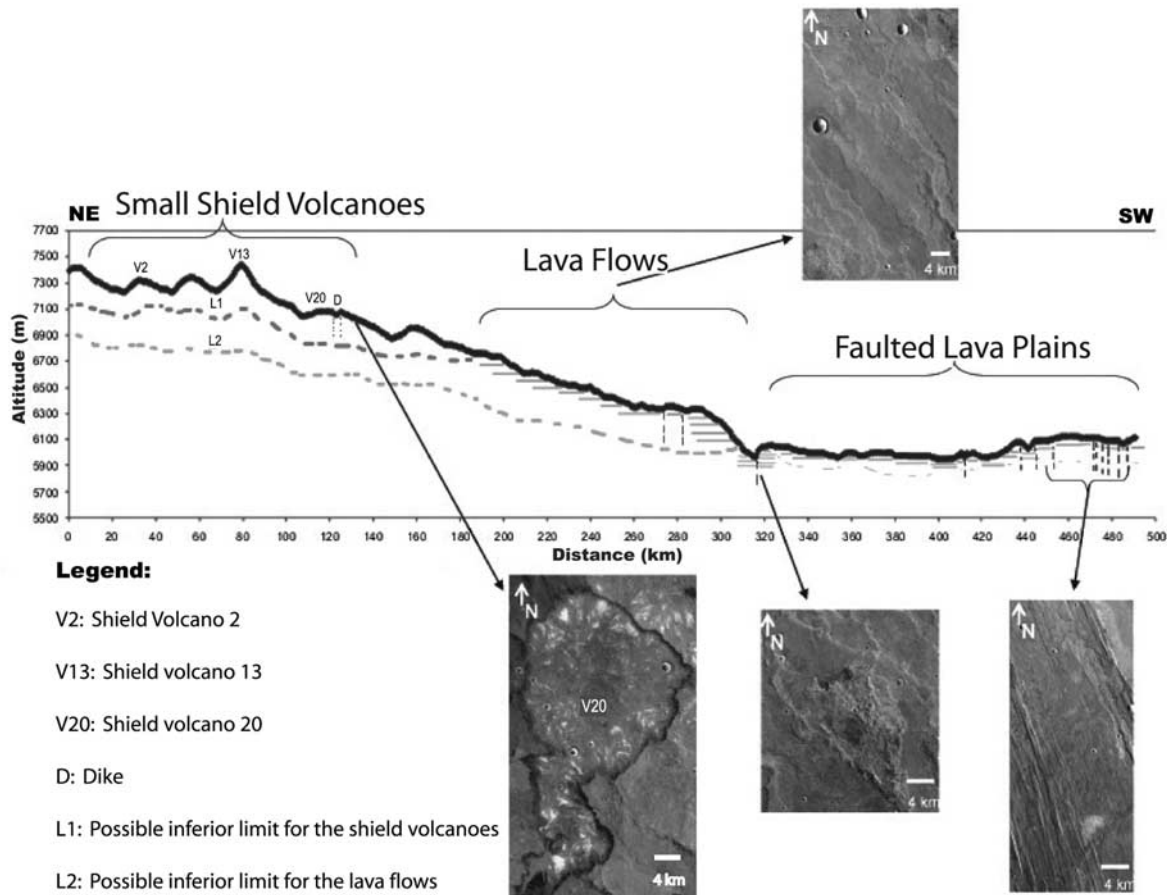 N
4 km
Small Shield Volcanoes
NE
SW
7700
7500
7300
7100
6900
6700
6500
6300
6100
5900
5700
5500
Altitude (m)
V2
V13
L1
V20
D
L2
Lava Flows
Faulted Lava Plains
0 20 40 60 80 100 120 140 160 180 200 220 240 260 280 300 320 340 360 380 400 420 440 460 480 500
Distance (km)
Legend:
V2: Shield Volcano 2
V13: Shield volcano 13
V20: Shield volcano 20
D: Dike
L1: Possible inferior limit for the shield volcanoes
L2: Possible inferior limit for the lava flows
N
V20
4 km
N
4 km
N
4 km